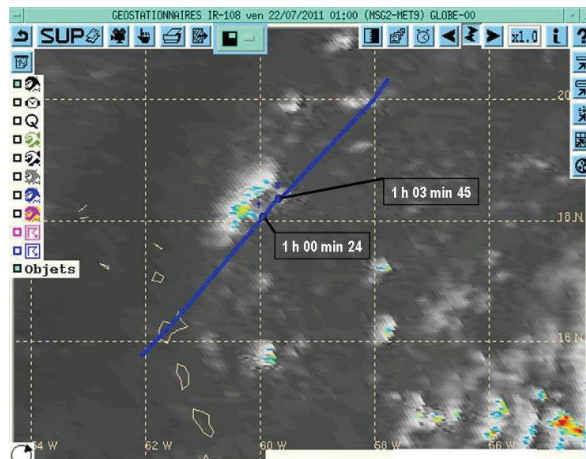 GEOSTATIONNAIRES IR-108 ven 22/07/2011 01:00 (MSG2-MET9) GLOBE-00
SUP x1.0 i ?
20
1 h 03 min 45
18 N
1 h 00 min 24
Objets
16 N
64 W 62 W 60 W 58 W 56 W